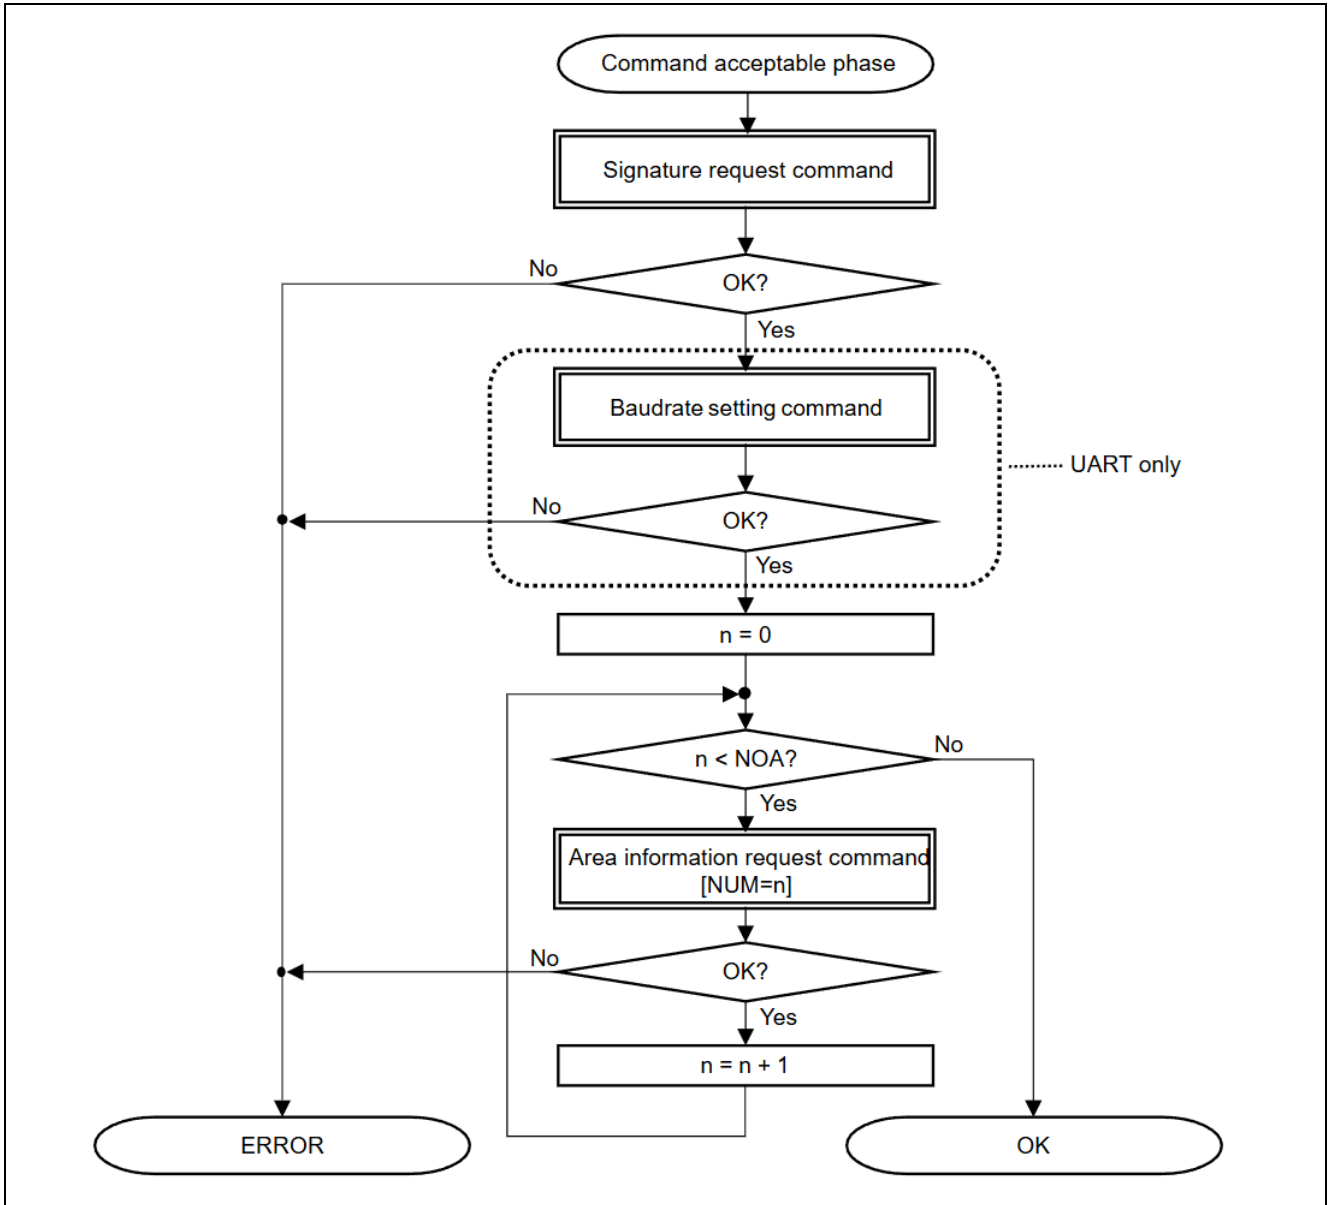 Command acceptable phase
Signature request command
No
OK?
Yes
Baudrate setting command
UART only
No
OK?
Yes
n = 0
n < NOA?
No
Yes
Area information request command
[NUM=n]
No
OK?
Yes
n = n + 1
ERROR
OK